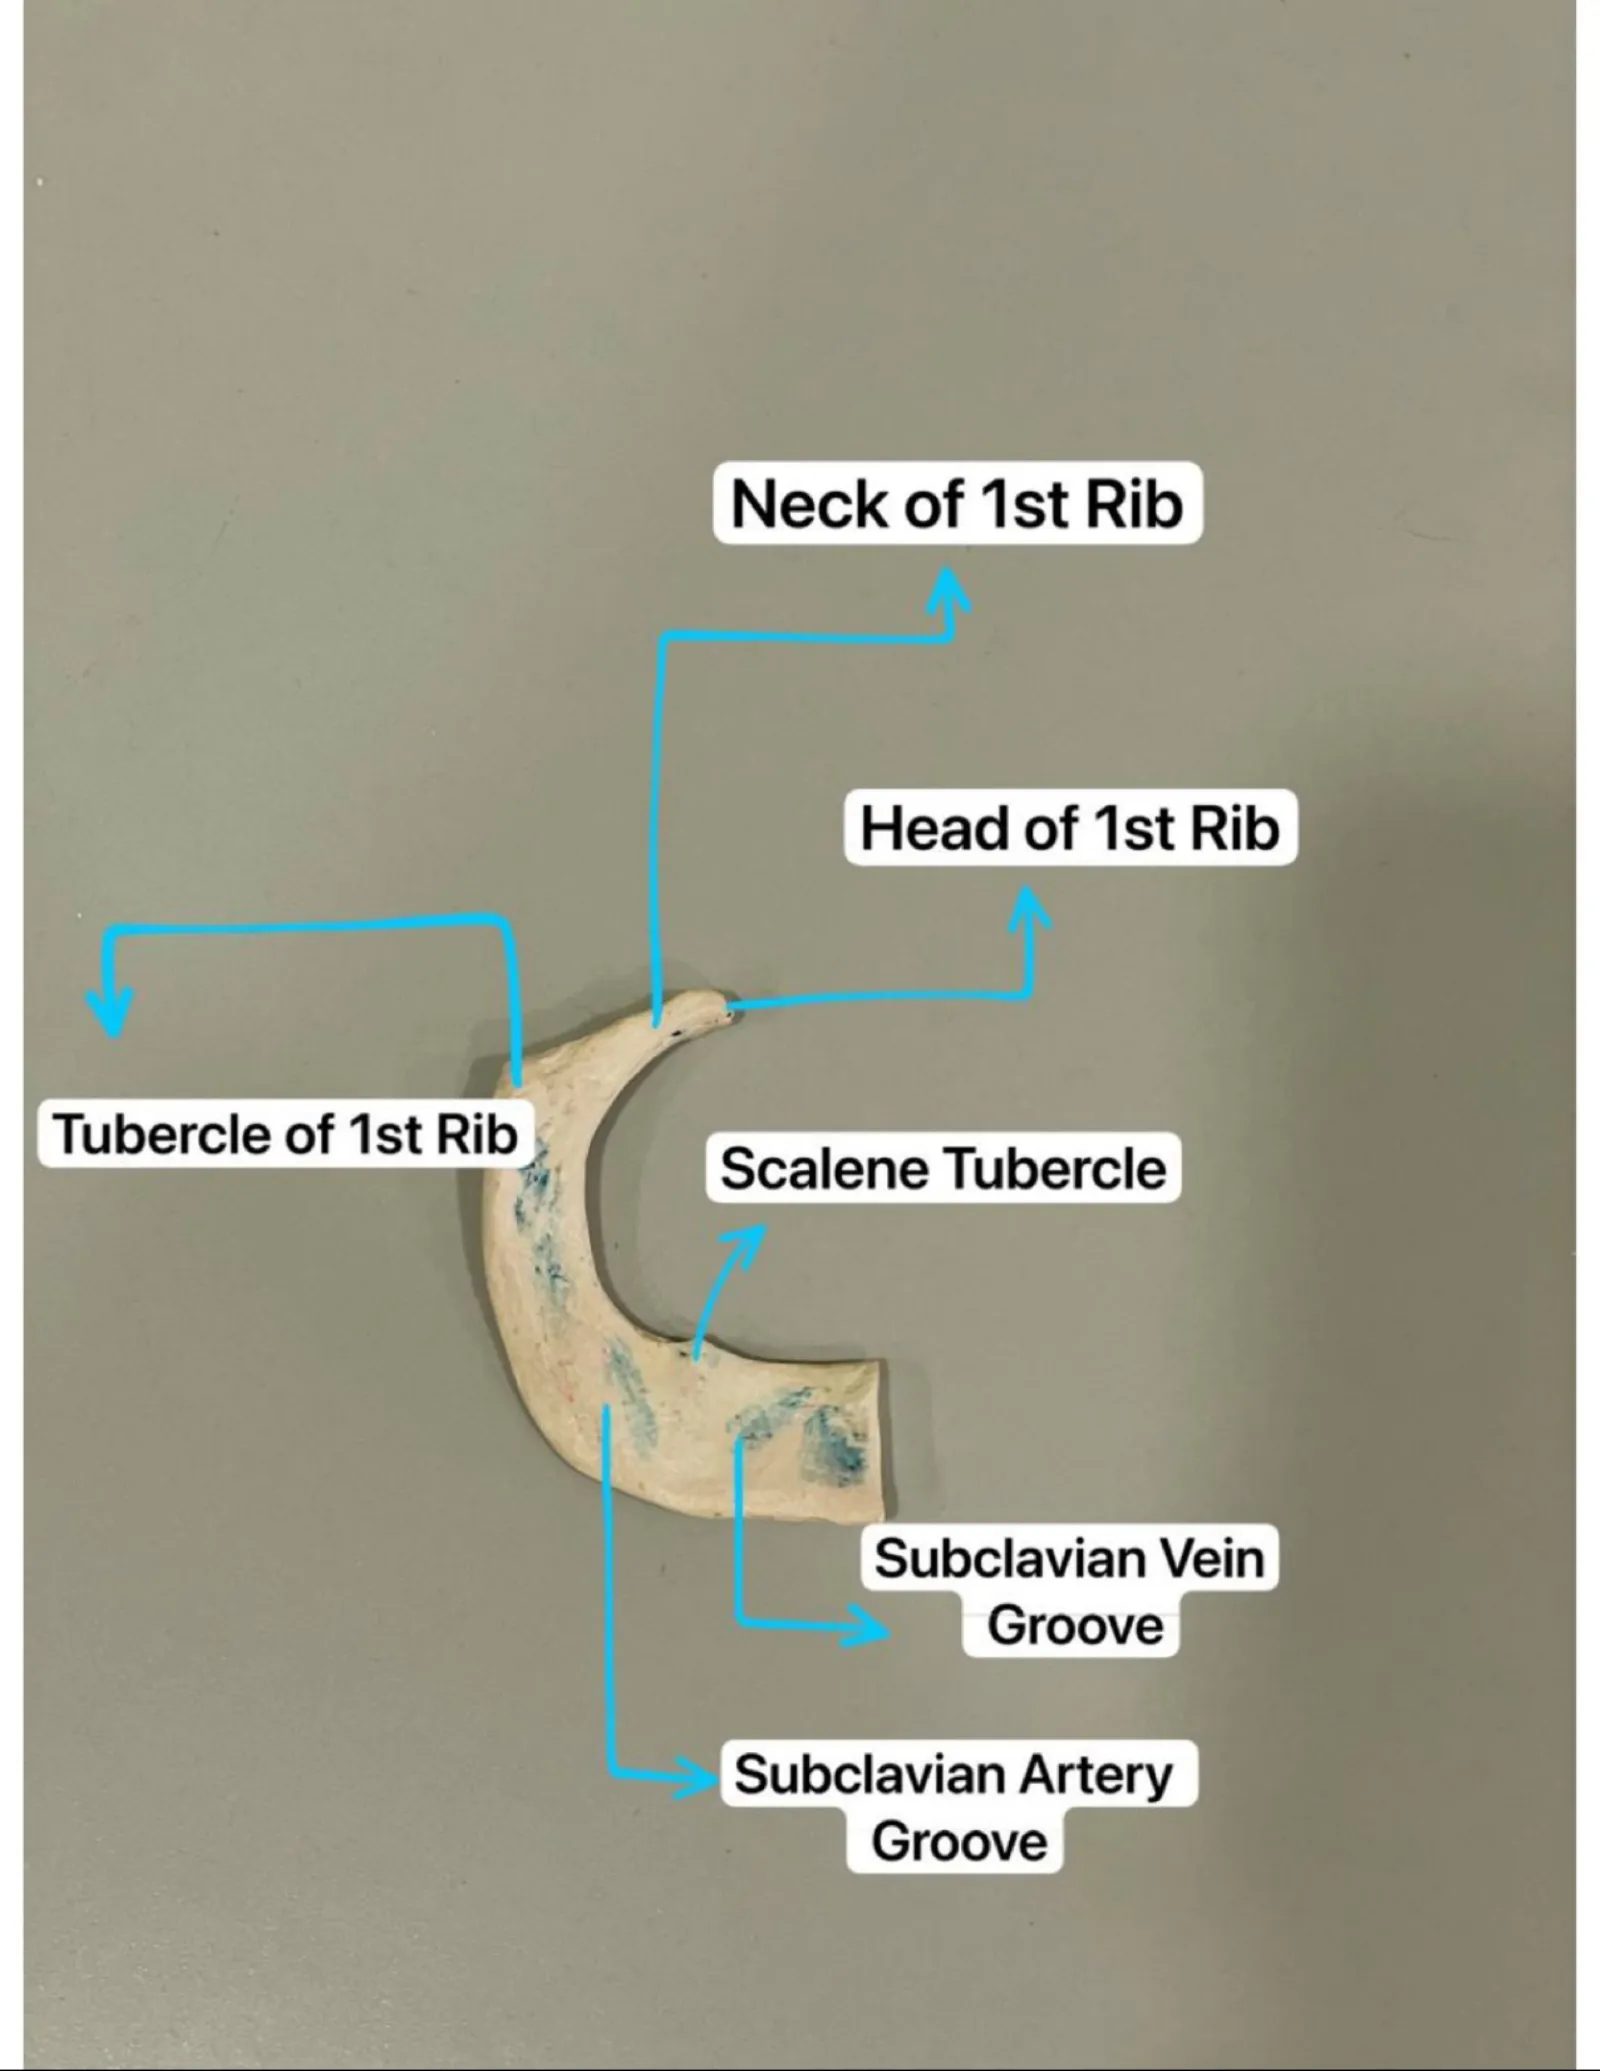 Neck of 1st Rib
Head of 1st Rib
Tubercle of 1st Rib
Scalene Tubercle
Subclavian Vein
Groove
Subclavian Artery
Groove